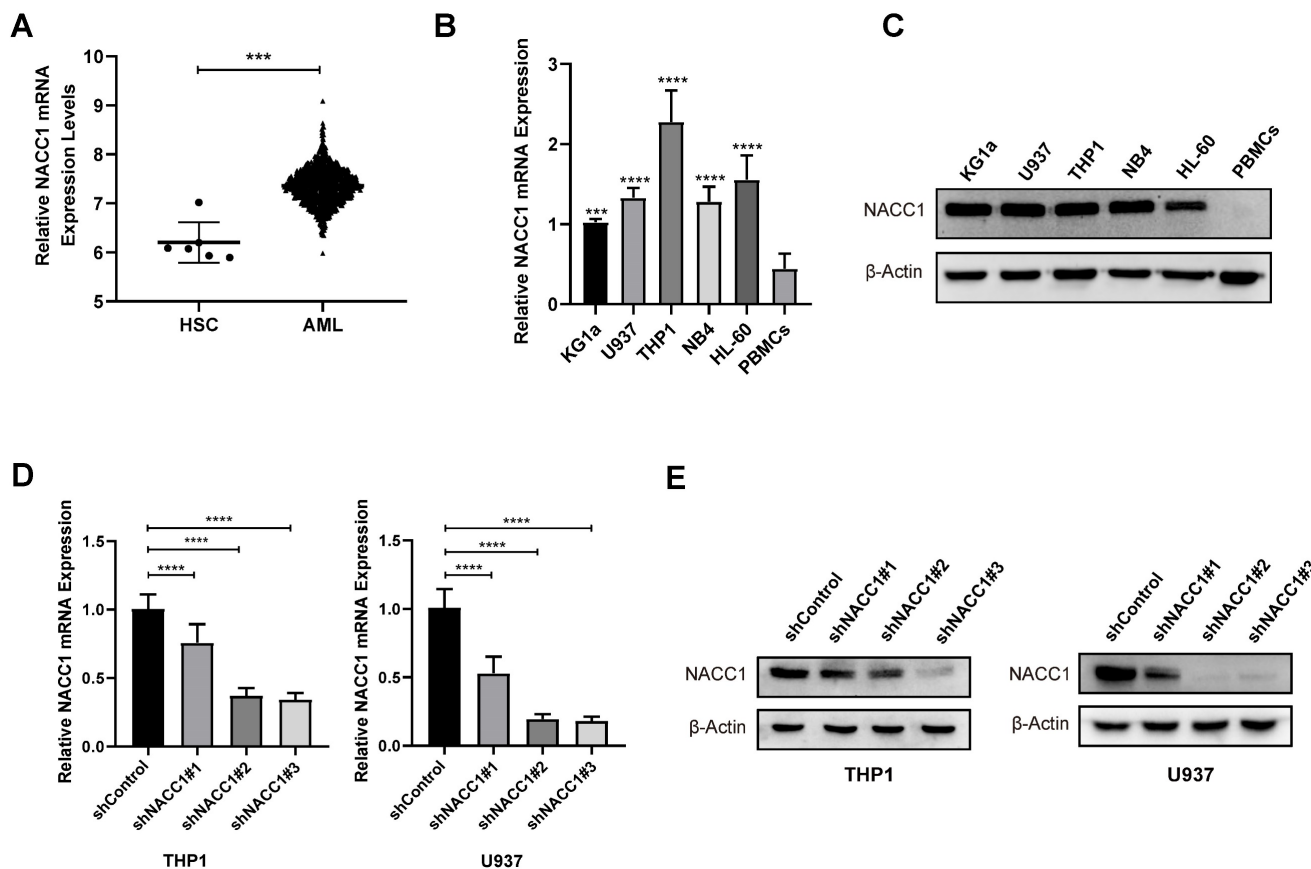 A
Relative NACC1 mRNA
Expression Levels
10
9
8
7
6
5
***
HSC
AML
B
Relative NACC1 mRNA Expression
3
2
1
0
***
****
****
****
****
KG1a
U937
THP1
NB4
HL-60
PBMCs
C
KG1a
U937
THP1
NB4
HL-60
PBMCs
NACC1
β-Actin
D
Relative NACC1 mRNA Expression
1.5
1.0
0.5
0.0
****
****
****
shControl
shNACC1#1
shNACC1#2
shNACC1#3
THP1
Relative NACC1 mRNA Expression
1.5
1.0
0.5
0.0
****
****
****
shControl
shNACC1#1
shNACC1#2
shNACC1#3
U937
E
shControl
shNACC1#1
shNACC1#2
shNACC1#3
NACC1
β-Actin
THP1
shControl
shNACC1#1
shNACC1#2
shNACC1#3
NACC1
β-Actin
U937